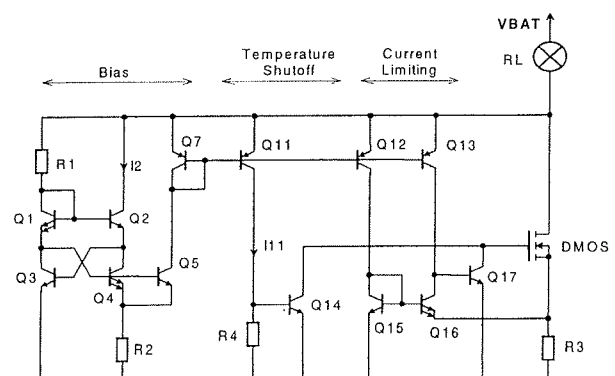 VBAT
RL
Temperature
Shutoff
Current
Limiting
Bias
Q7
Q11
Q12
Q13
R1
I2
Q1
Q2
I11
DMOS
Q3
Q4
Q5
Q14
Q17
Q15
Q16
R2
R4
R3